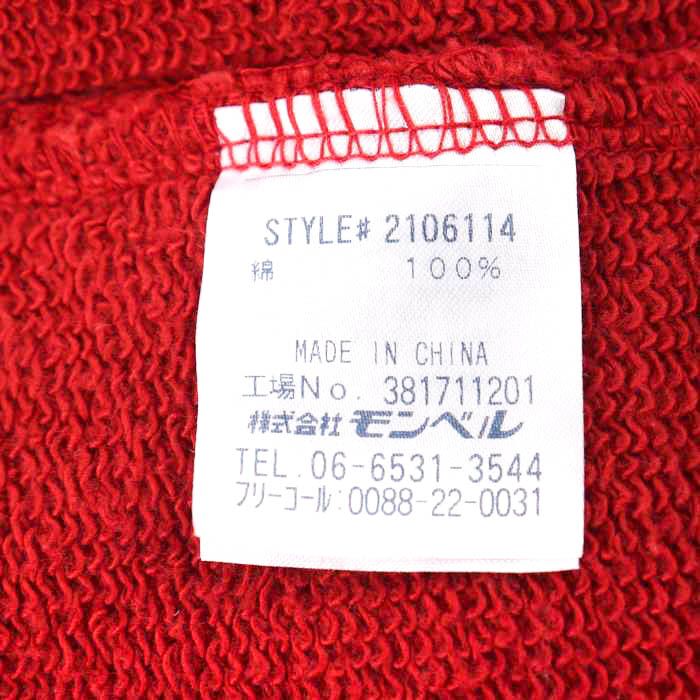 STYLE# 2106114
綿 100%
MADE IN CHINA
工場No. 381711201
株式会社 モンベル
TEL. 06-6531-3544
フリーコール:0088-22-0031